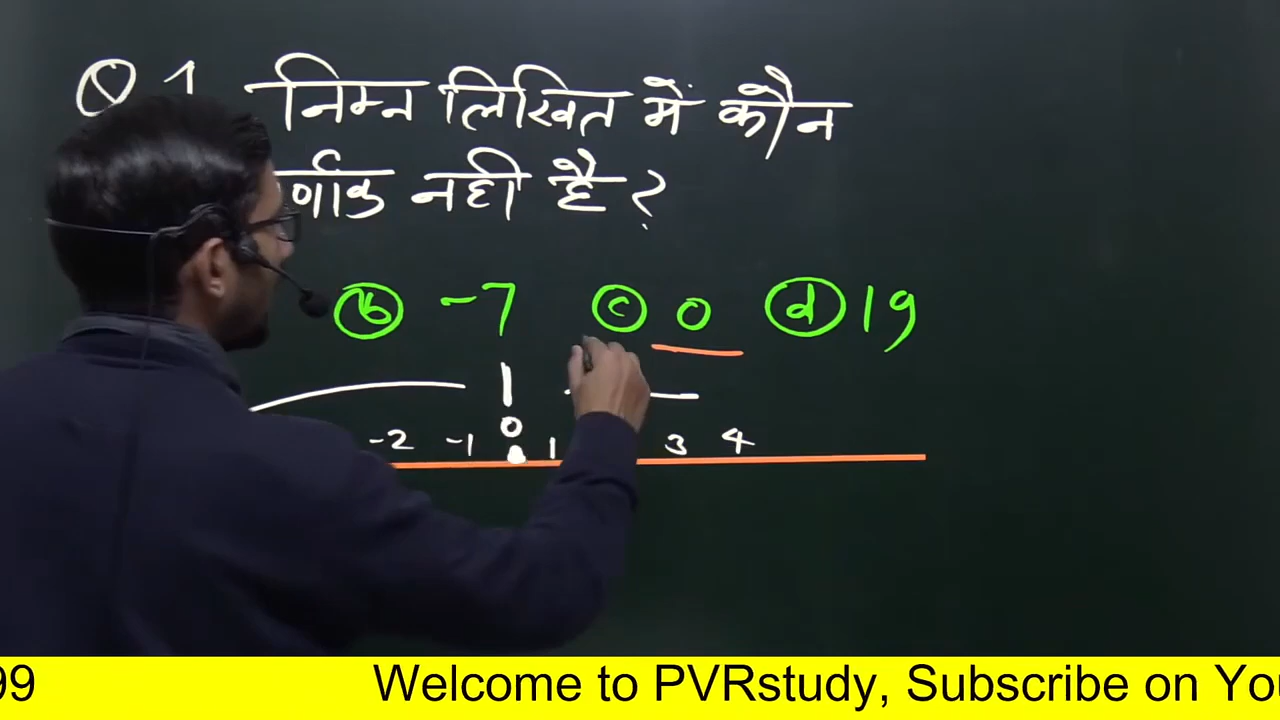 Q 1 निम्न लिखित में कौन
र्णांक नही है ?
(b) -7 (c) 0 (d) 19
-2 -1 0 1 3 4
99 Welcome to PVRstudy, Subscribe on You